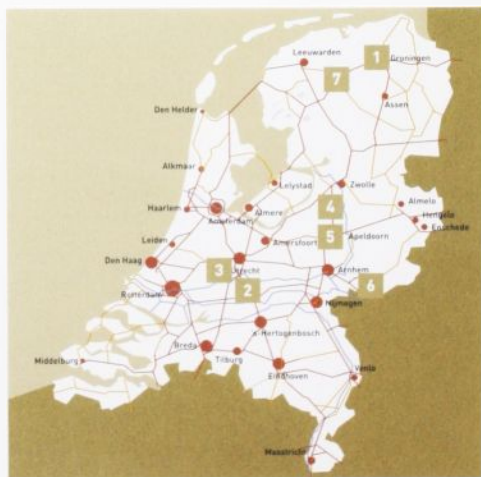 Leeuwarden
1
Groningen
7
Assen
Den Helder
Alkmaar
Lelystad
Zwolle
Haarlem
Amsterdam
Almere
4
Almelo
Hengelo
Enschede
Leiden
Amersfoort
5
Apeldoorn
Den Haag
3
Utrecht
Arnhem
6
Rotterdam
2
Nijmegen
s-Hertogenbosch
Breda
Tilburg
Middelburg
Eindhoven
Venlo
Maastricht